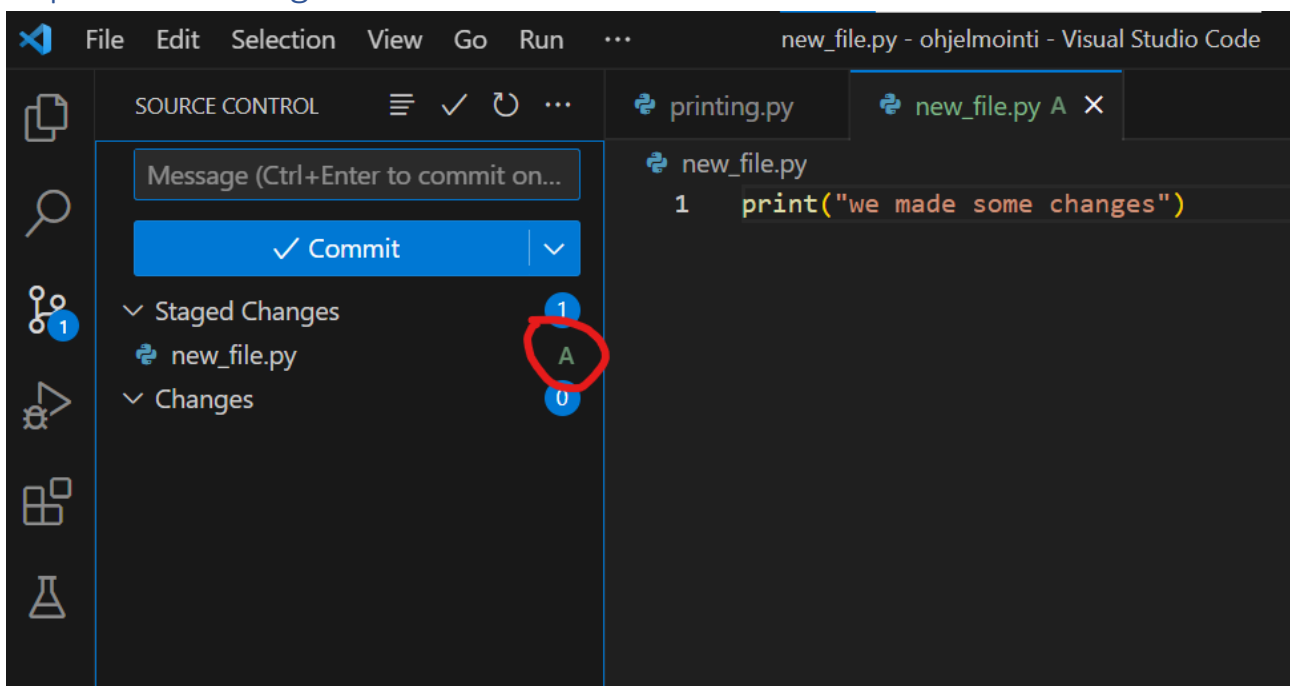 File Edit Selection View Go Run ··· new_file.py - ohjelmointi - Visual Studio Code
SOURCE CONTROL
printing.py new_file.py A
Message (Ctrl+Enter to commit on...
new_file.py
1 print("we made some changes")
Commit
Staged Changes 1
1
new_file.py A
Changes 0